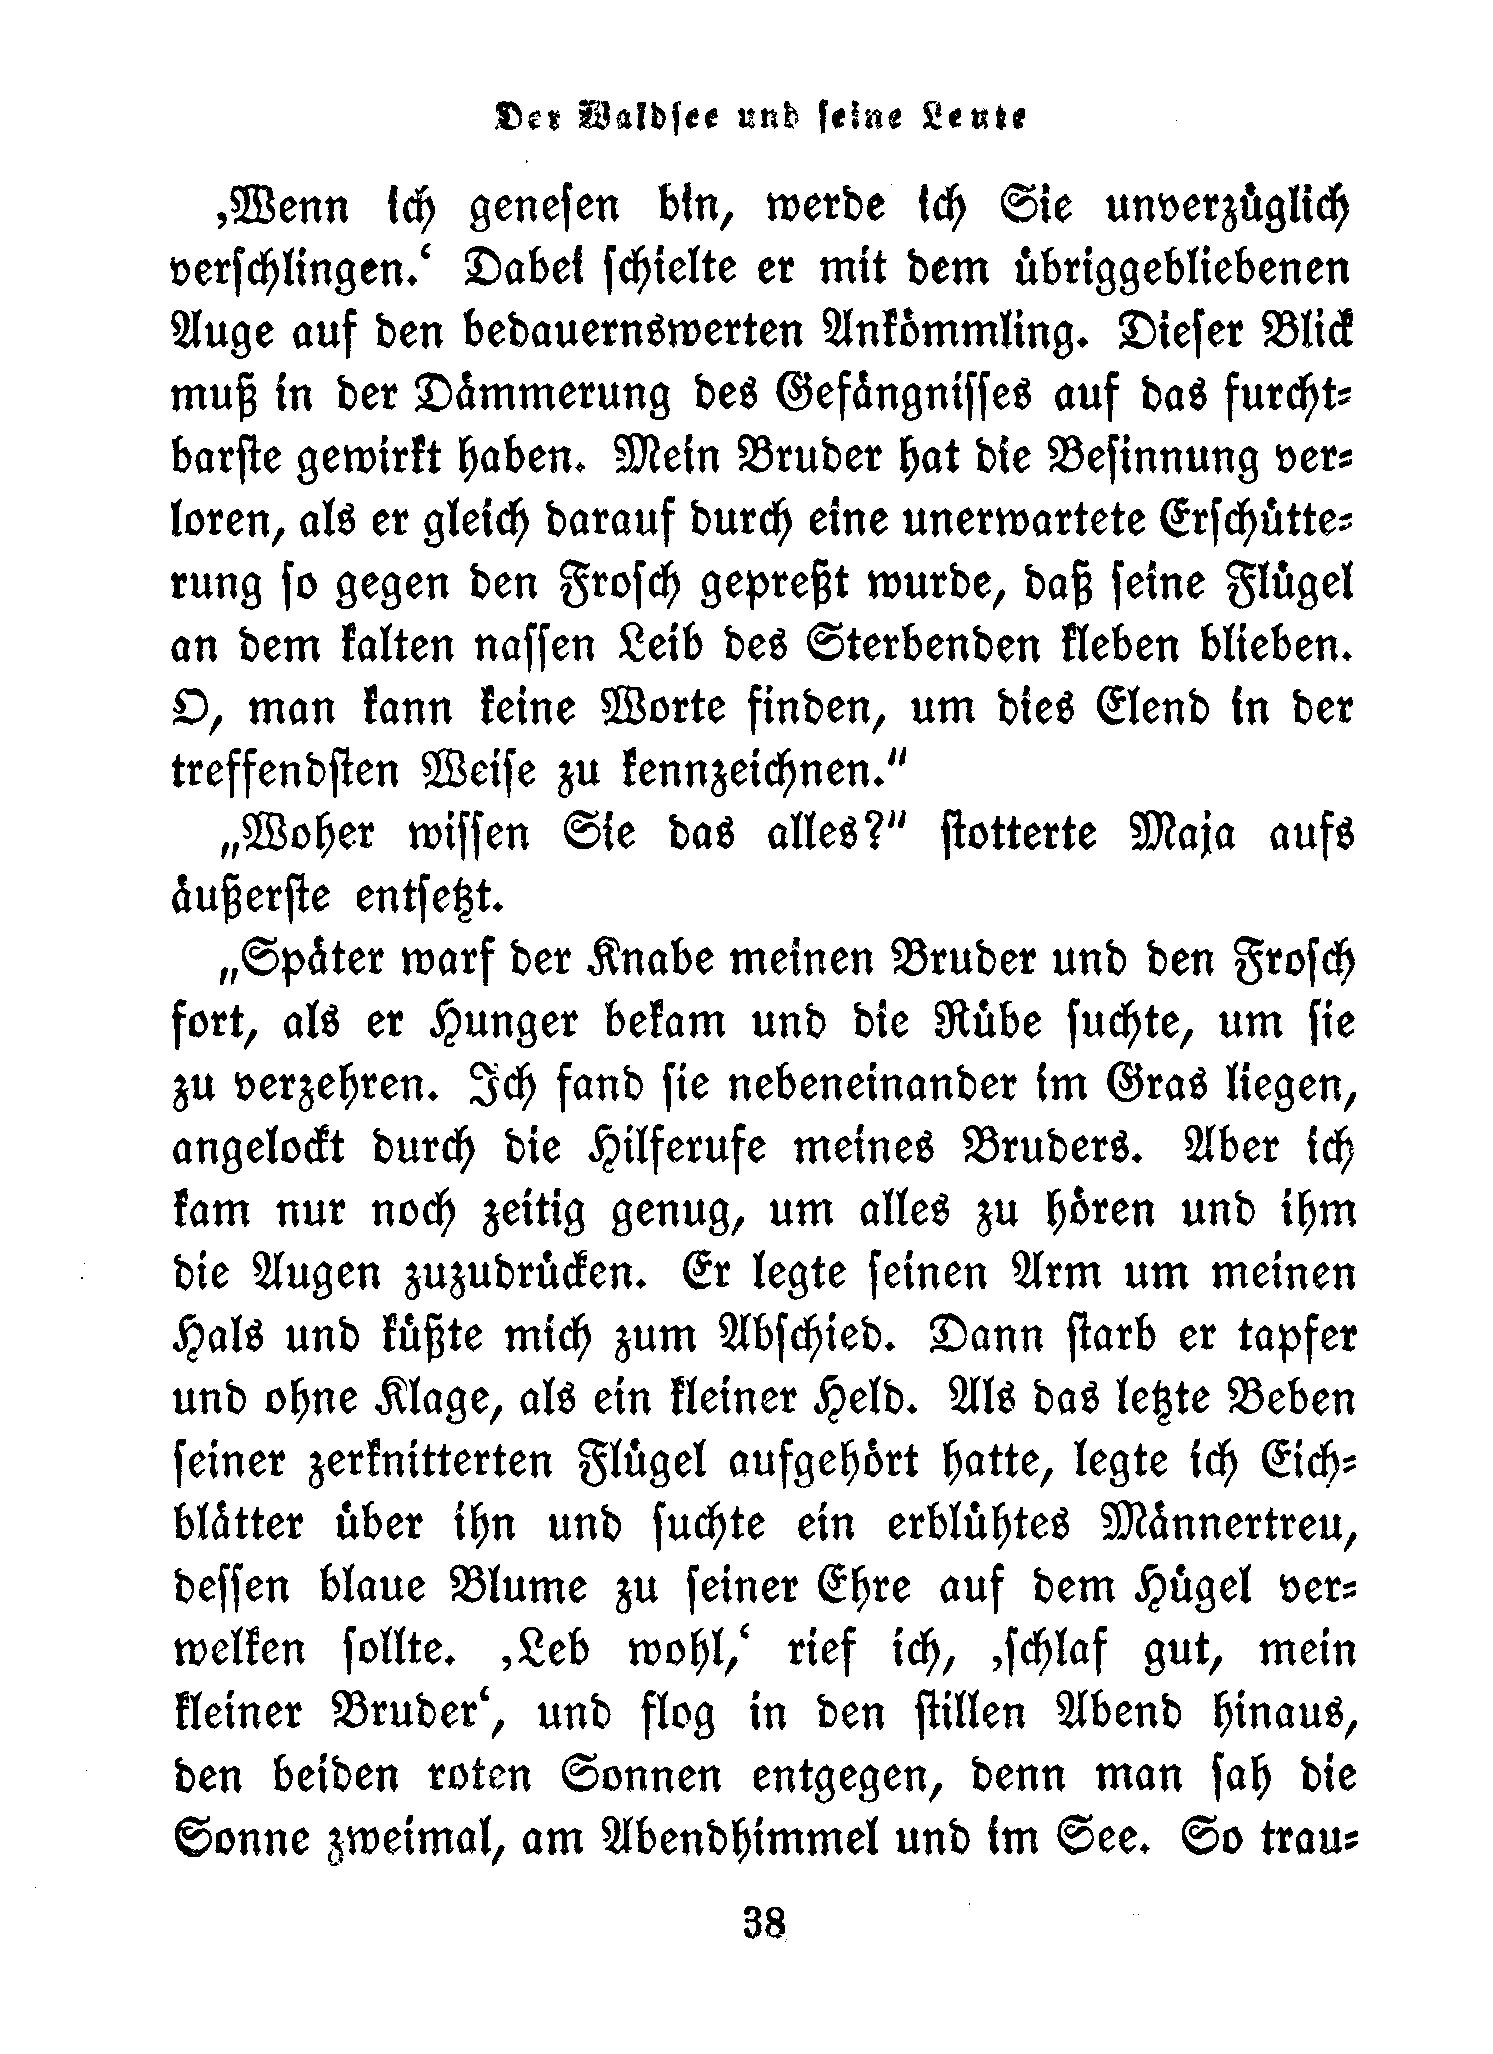 Der Waldsee und seine Leute
‚Wenn ich genesen bin, werde ich Sie unverzüglich
verschlingen.‘ Dabei schielte er mit dem übriggebliebenen
Auge auf den bedauernswerten Ankömmling. Dieser Blick
muß in der Dämmerung des Gefängnisses auf das furcht-
barste gewirkt haben. Mein Bruder hat die Besinnung ver-
loren, als er gleich darauf durch eine unerwartete Erschütte-
rung so gegen den Frosch gepreßt wurde, daß seine Flügel
an dem kalten nassen Leib des Sterbenden kleben blieben.
O, man kann keine Worte finden, um dies Elend in der
treffendsten Weise zu kennzeichnen.“
„Woher wissen Sie das alles?“ stotterte Maja aufs
äußerste entsetzt.
„Später warf der Knabe meinen Bruder und den Frosch
fort, als er Hunger bekam und die Rübe suchte, um sie
zu verzehren. Ich fand sie nebeneinander im Gras liegen,
angelockt durch die Hilferufe meines Bruders. Aber ich
kam nur noch zeitig genug, um alles zu hören und ihm
die Augen zuzudrücken. Er legte seinen Arm um meinen
Hals und küßte mich zum Abschied. Dann starb er tapfer
und ohne Klage, als ein kleiner Held. Als das letzte Beben
seiner zerknitterten Flügel aufgehört hatte, legte ich Eich-
blätter über ihn und suchte ein erblühtes Männertreu,
dessen blaue Blume zu seiner Ehre auf dem Hügel ver-
welken sollte. ‚Leb wohl,‘ rief ich, ‚schlaf gut, mein
kleiner Bruder‘, und flog in den stillen Abend hinaus,
den beiden roten Sonnen entgegen, denn man sah die
Sonne zweimal, am Abendhimmel und im See. So trau-
38